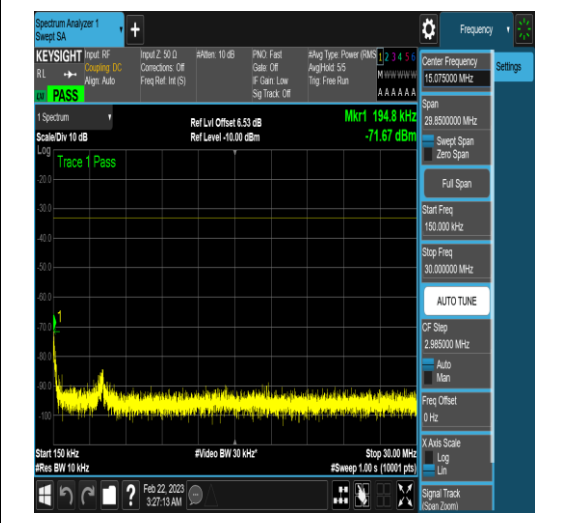 Spectrum Analyzer 1
Swept SA
+
Frequency
KEYSIGHT
RL
PASS
Input: RF
Coupling: DC
Align: Auto
Input Z: 50 Ω
Corrections: Off
Freq Ref: Int (S)
#Atten: 10 dB
PNO: Fast
Gate: Off
IF Gain: Low
Sig Track: Off
#Avg Type: Power (RMS
Avg|Hold: 5/5
Trig: Free Run
1 2 3 4 5 6
M W W W W W
A A A A A A
1 Spectrum
Scale/Div 10 dB
Ref Lvl Offset 6.53 dB
Ref Level -10.00 dBm
Mkr1 194.8 kHz
-71.67 dBm
Log
Trace 1 Pass
-20.0
-30.0
-40.0
-50.0
-60.0
-70.0
-80.0
-90.0
-100
1
Start 150 kHz
#Res BW 10 kHz
#Video BW 30 kHz*
Stop 30.00 MHz
#Sweep 1.00 s (10001 pts)
?
Feb 22, 2023
3:27:13 AM
Center Frequency
15.075000 MHz
Settings
Span
29.8500000 MHz
Swept Span
Zero Span
Full Span
Start Freq
150.000 kHz
Stop Freq
30.000000 MHz
AUTO TUNE
CF Step
2.985000 MHz
Auto
Man
Freq Offset
0 Hz
X Axis Scale
Log
Lin
Signal Track
(Span Zoom)